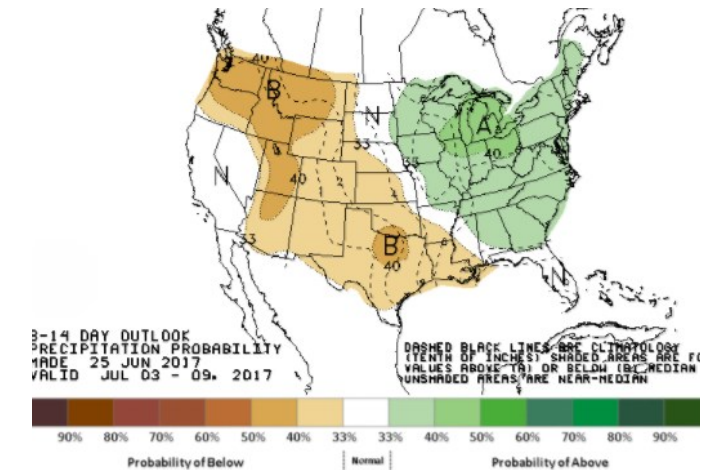 40
B
N
A
33
33
40
40
N
2
B
40
33
N
8-14 DAY OUTLOOK
PRECIPITATION PROBABILITY
MADE 25 JUN 2017
VALID JUL 03 - 09, 2017
DASHED BLACK LINES ARE CLIMATOLOGY
(TENTH OF INCHES) SHADED AREAS ARE FO
VALUES ABOVE (A) OR BELOW (B) MEDIAN
UNSHADED AREAS ARE NEAR-MEDIAN
90% 80% 70% 60% 50% 40% 33% 33% 40% 50% 60% 70% 80% 90%
Probability of Below Normal Probability of Above